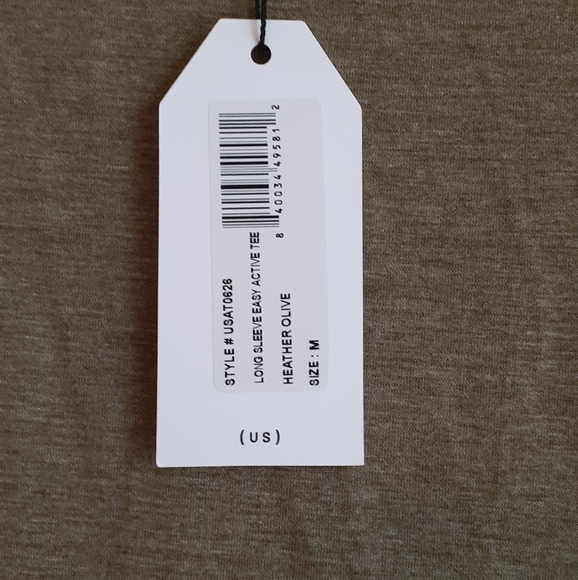 STYLE # USAT0626
LONG SLEEVE EASY ACTIVE TEE
HEATHER OLIVE
SIZE : M
8 40034 49581 2
(US)